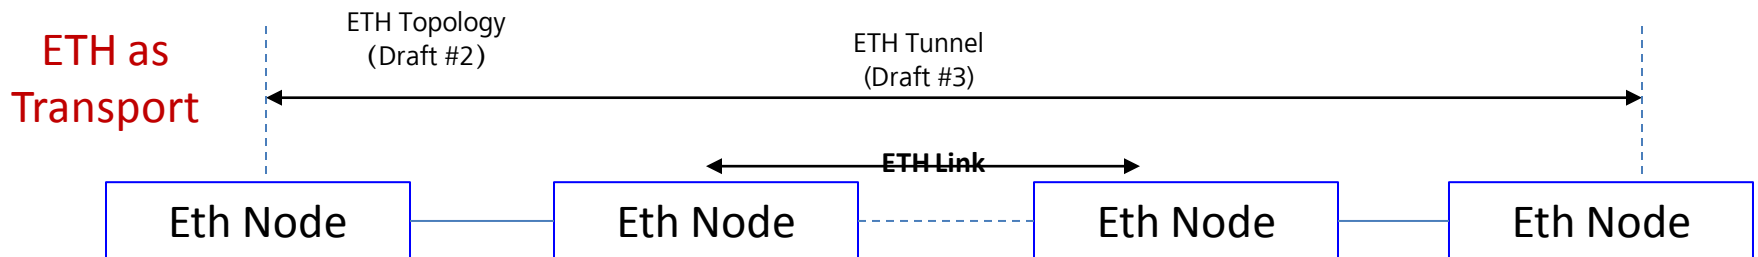 ETH as
Transport
ETH Topology
(Draft #2)
ETH Tunnel
(Draft #3)
ETH Link
Eth Node
Eth Node
Eth Node
Eth Node